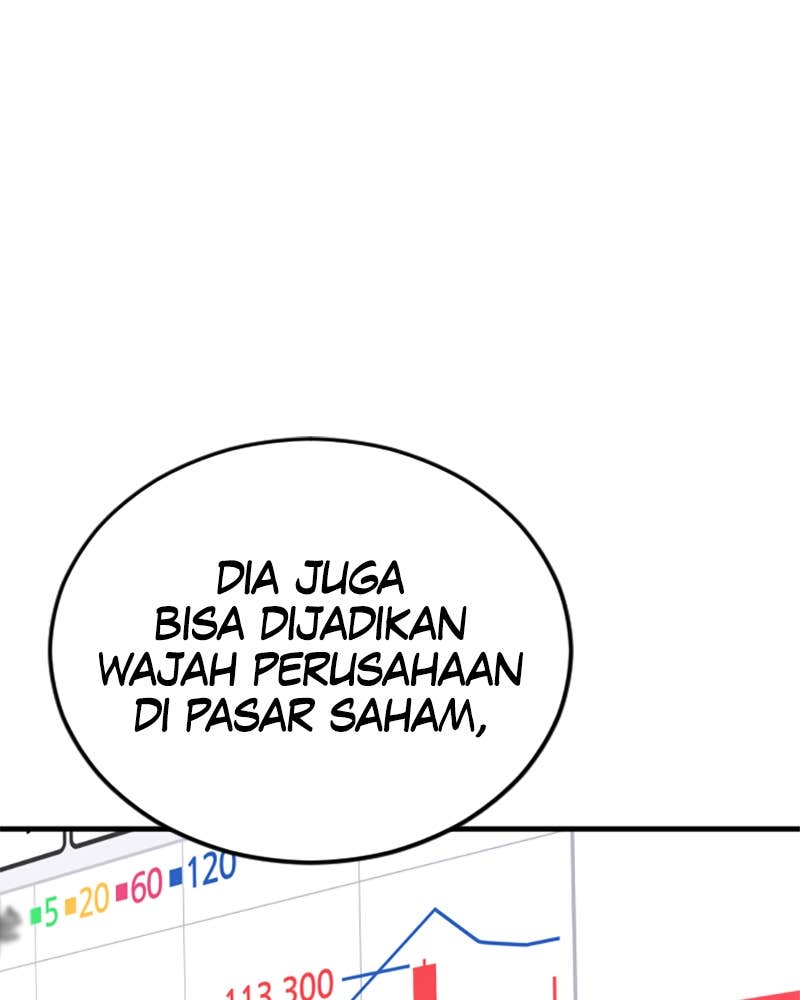 DIA JUGA
BISA DIJADIKAN
WAJAH PERUSAHAAN
DI PASAR SAHAM,
5 20 60 120
113,300